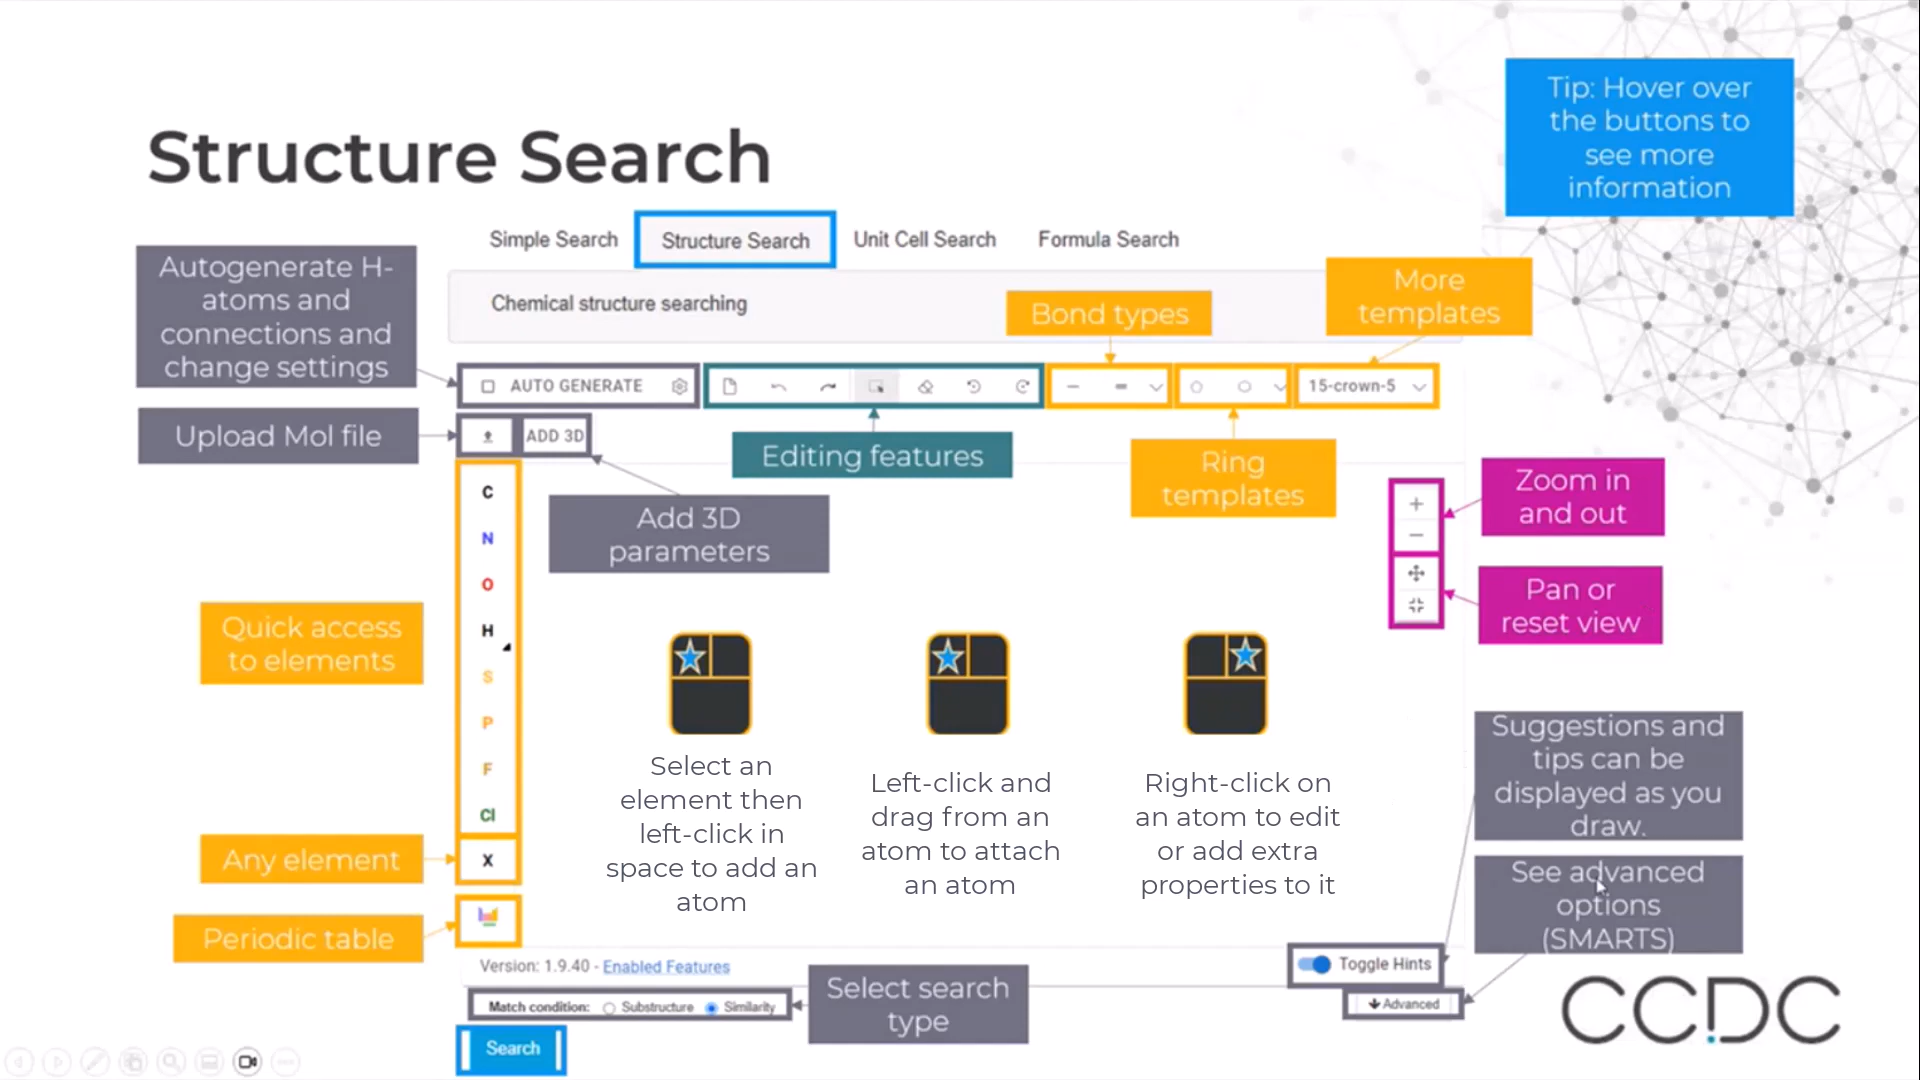 Tip: Hover over
the buttons to
see more
information
Structure Search
Simple Search
Structure Search
Unit Cell Search
Formula Search
Autogenerate H-
atoms and
connections and
change settings
Chemical structure searching
Bond types
More
templates
AUTO GENERATE
15-crown-5
Upload Mol file
ADD 3D
Editing features
Ring
templates
Add 3D
parameters
Zoom in
and out
Pan or
reset view
Quick access
to elements
C
N
O
H
S
P
F
Cl
X
Any element
Periodic table
Select an
element then
left-click in
space to add an
atom
Left-click and
drag from an
atom to attach
an atom
Right-click on
an atom to edit
or add extra
properties to it
Suggestions and
tips can be
displayed as you
draw.
See advanced
options
(SMARTS)
Version: 1.9.40 - Enabled Features
Toggle Hints
Match condition: Substructure Similarity
Select search
type
Advanced
Search
CCDC